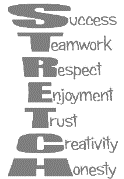 Success
Teamwork
Respect
Enjoyment
Trust
Creativity
Honesty